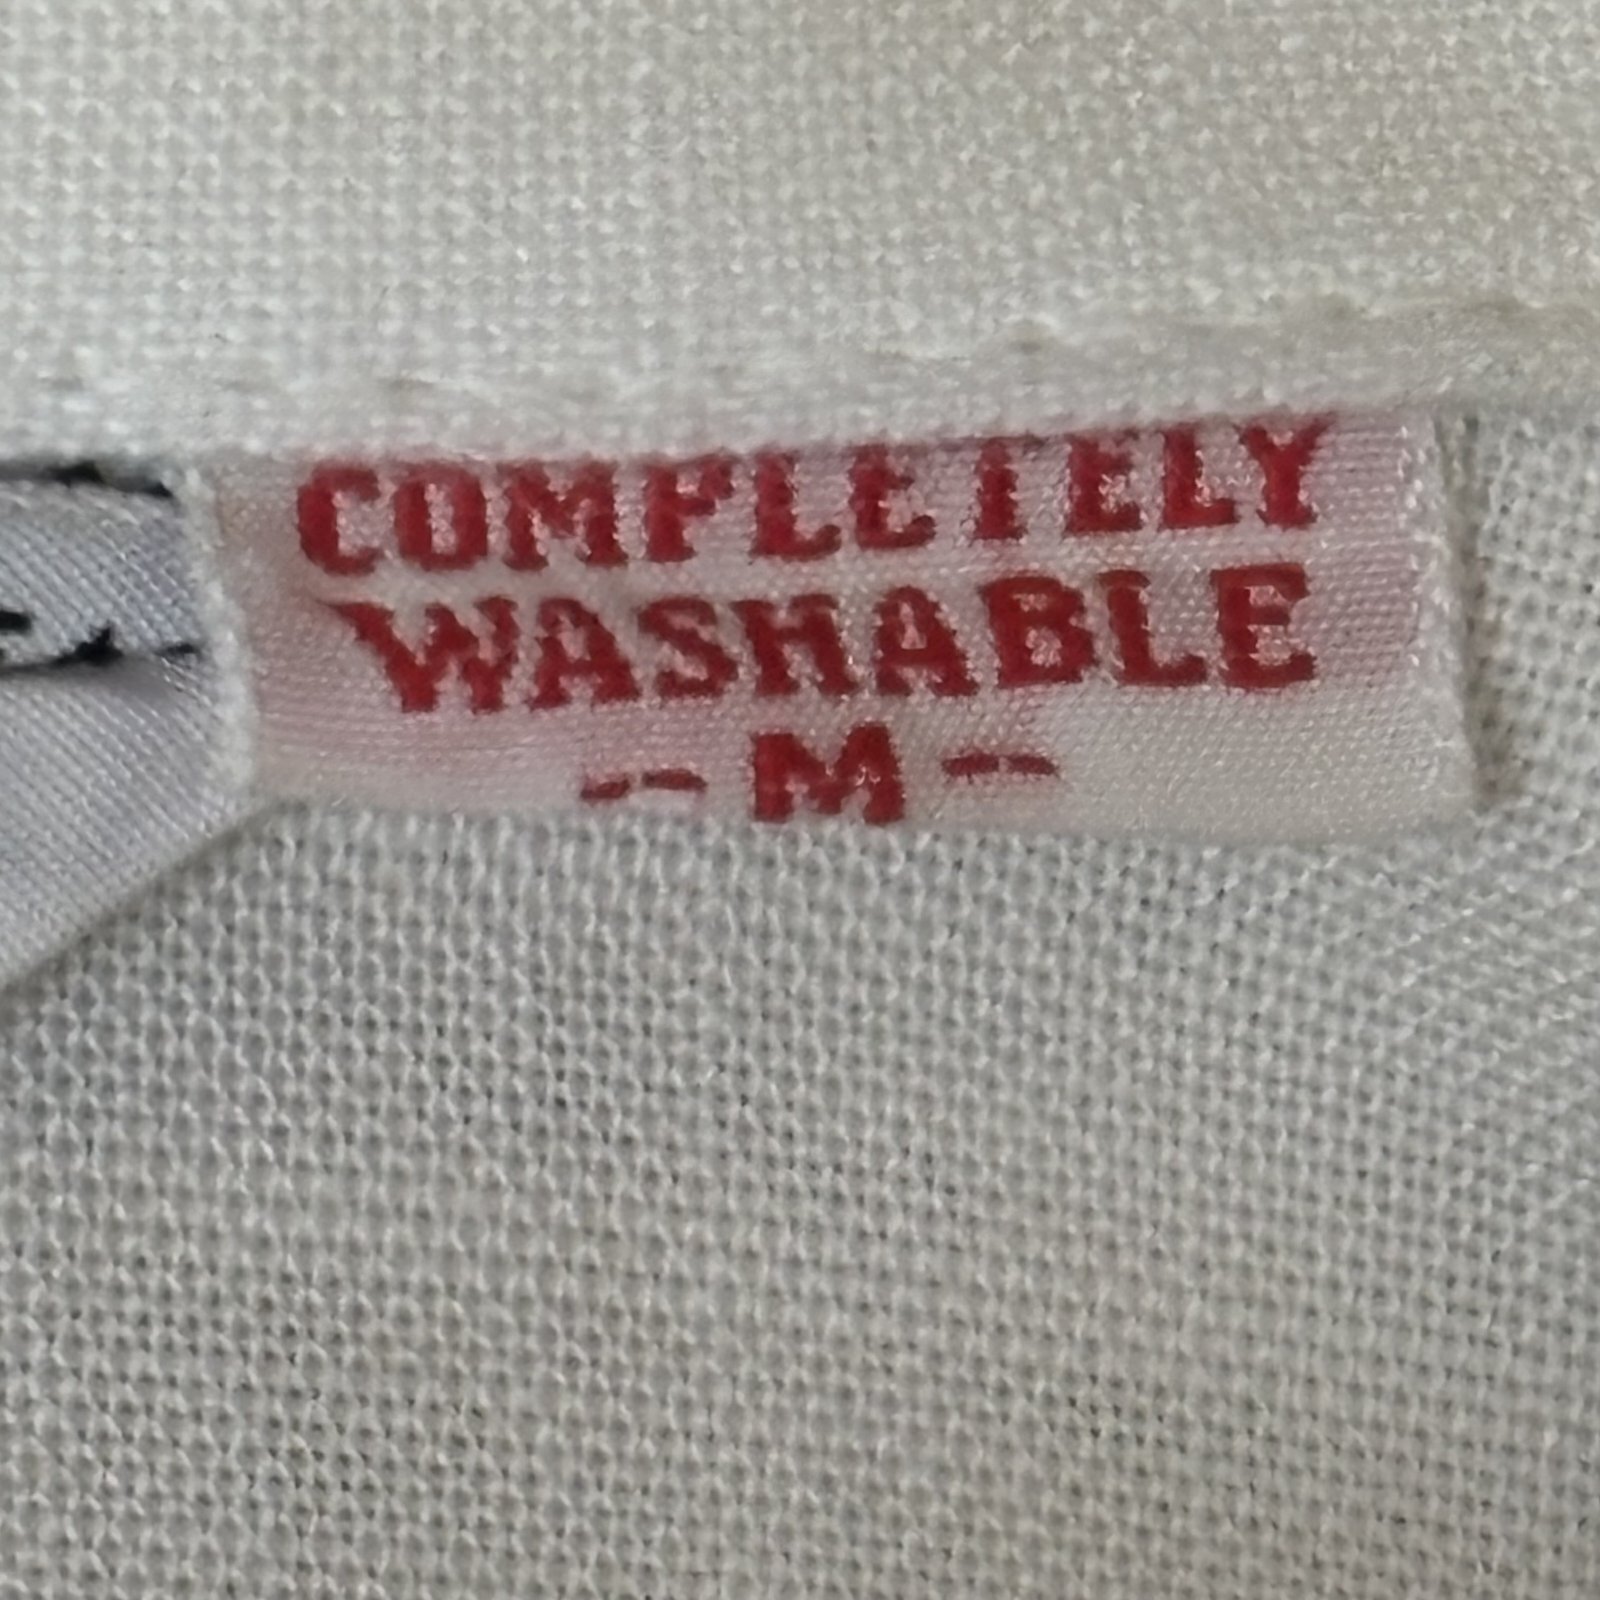 COMPLETELY
WASHABLE
- M -